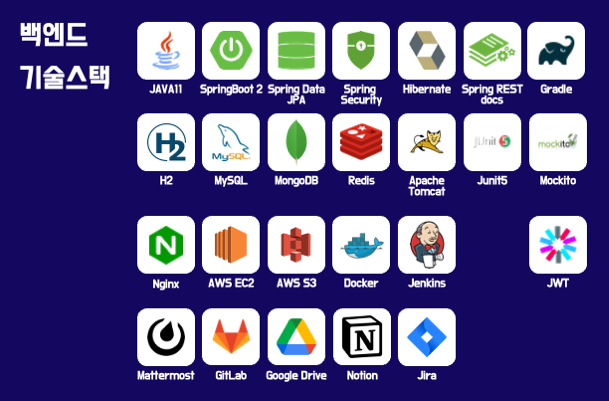 백엔드
기술스택
JAVA11
SpringBoot 2
Spring Data
JPA
Spring
Security
Hibernate
Spring REST
docs
Gradle
H2
MySQL
JUnit 5
mockito
H2
MySQL
MongoDB
Redis
Apache
Tomcat
Junit5
Mockito
N
Nginx
AWS EC2
AWS S3
Docker
Jenkins
JWT
N
Mattermost
GitLab
Google Drive
Notion
Jira